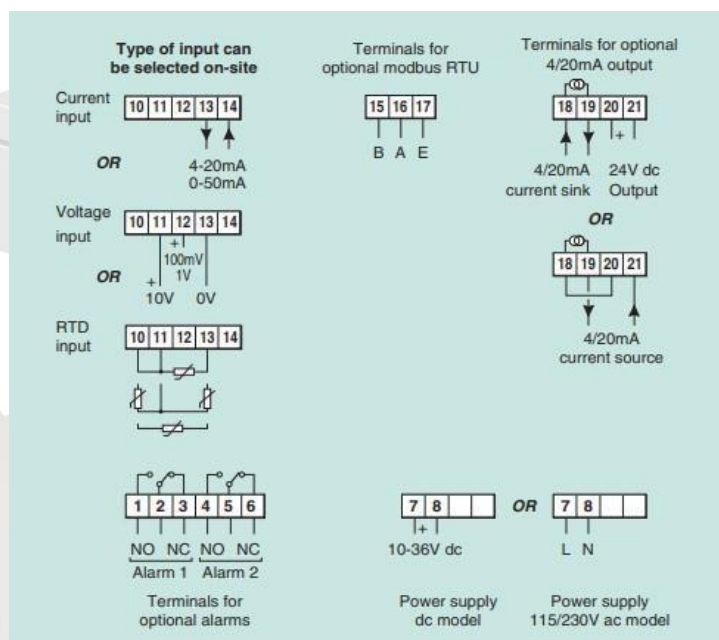 Type of input can
be selected on-site
Current
input
10 11 12 13 14
OR
4-20mA
0-50mA
Voltage
input
10 11 12 13 14
+
100mV
1V
OR
+
10V 0V
RTD
input
10 11 12 13 14
1 2 3 4 5 6
NO NC NO NC
Alarm 1 Alarm 2
Terminals for
optional alarms
Terminals for
optional modbus RTU
15 16 17
B A E
Terminals for optional
4/20mA output
18 19 20 21
+
4/20mA 24V dc
current sink Output
OR
18 19 20 21
4/20mA
current source
7 8
+
10-36V dc
Power supply
dc model
OR
7 8
L N
Power supply
115/230V ac model